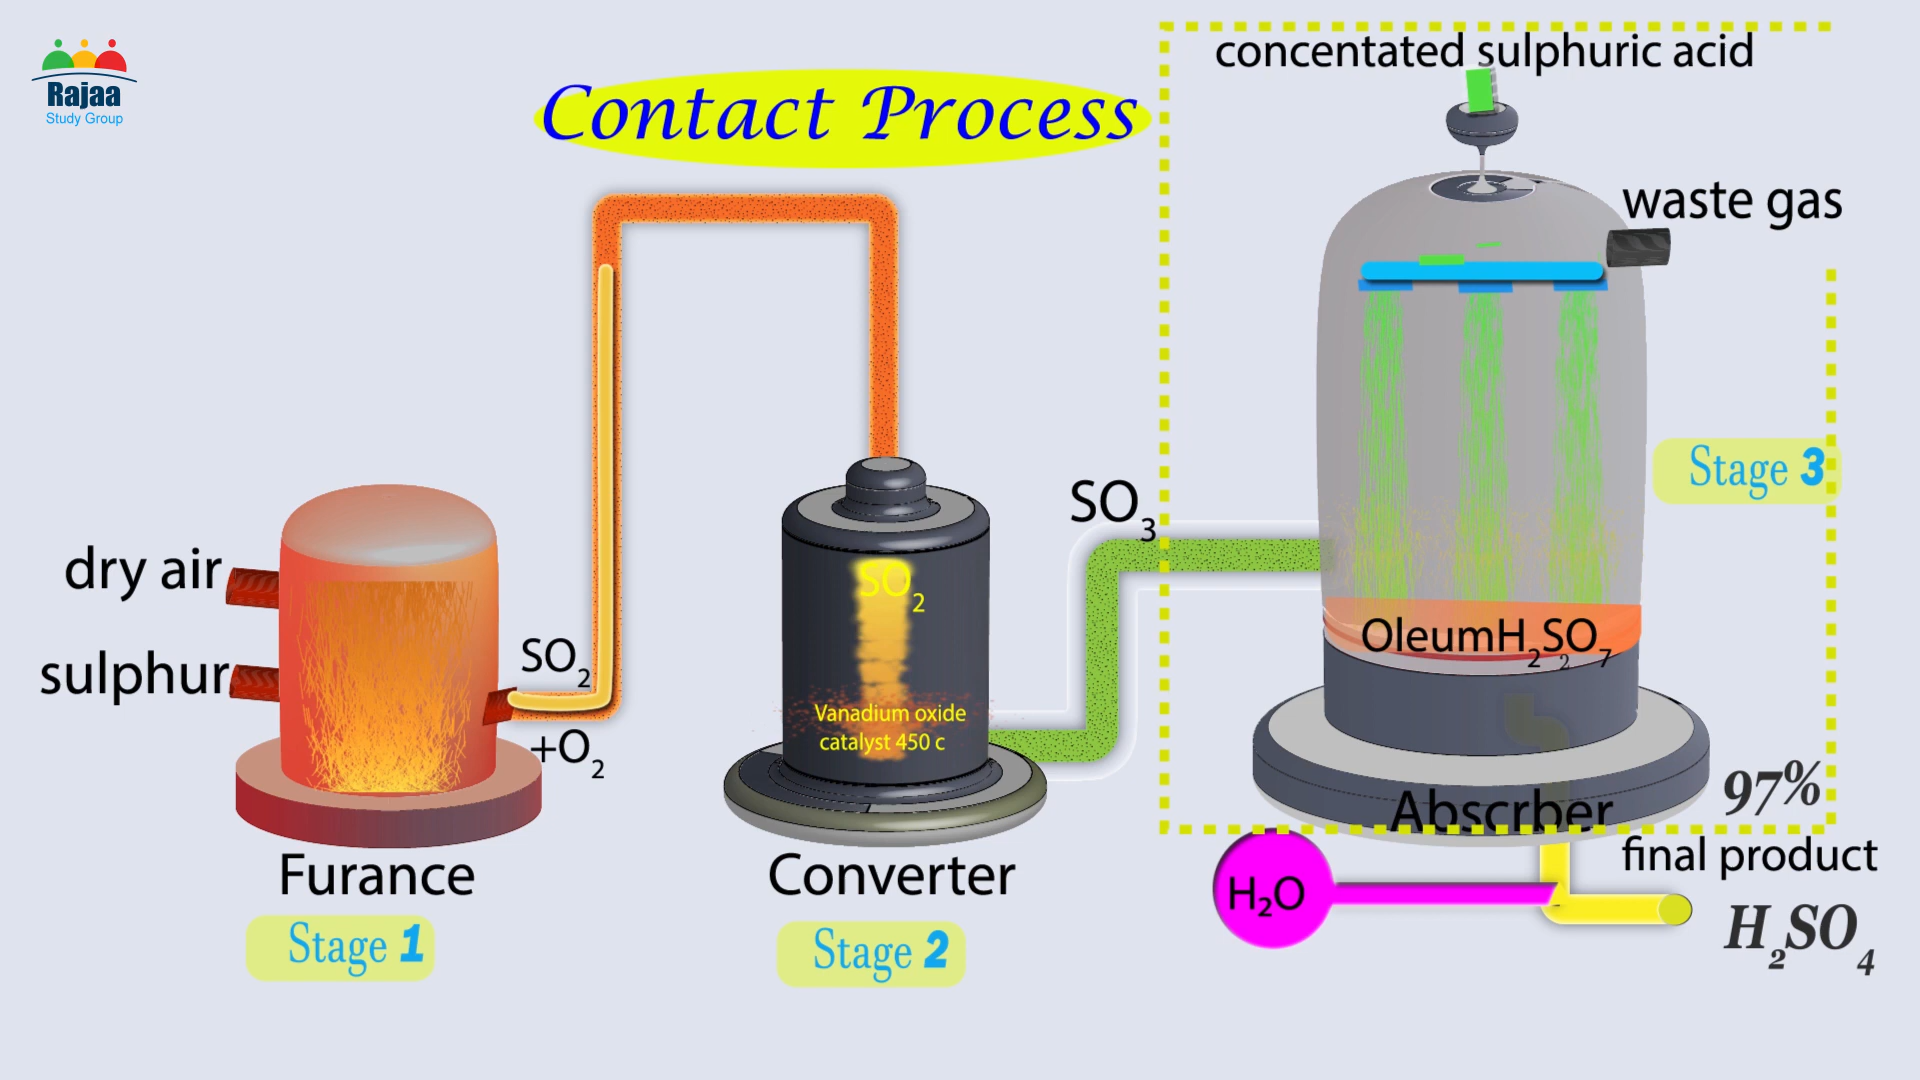 Rajaa
Study Group
Contact Process
concentated sulphuric acid
waste gas
dry air
sulphur
SO2
+O2
SO2
Vanadium oxide
catalyst 450 c
SO3
OleumH2S2O7
Stage 3
Furance
Stage 1
Converter
Stage 2
Abscrber
H2O
97%
final product
H2SO4